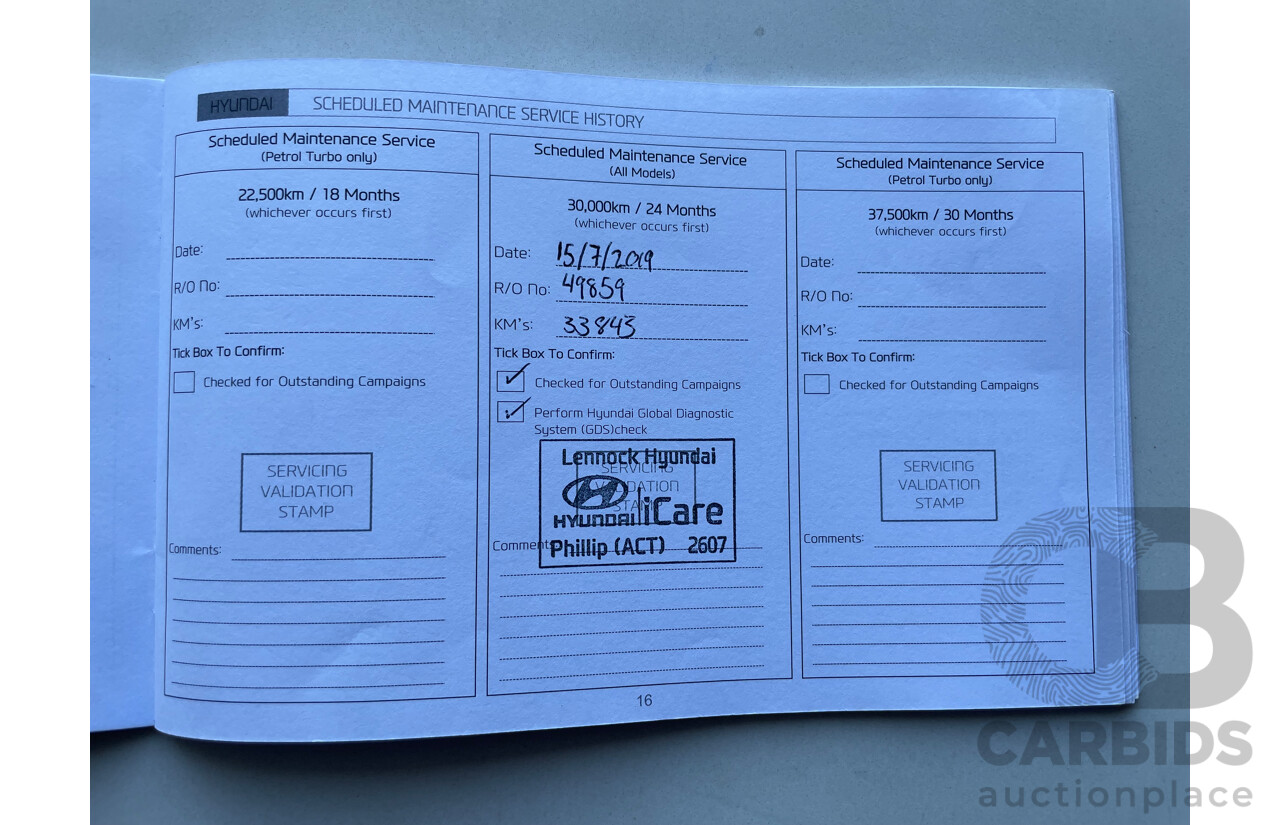 HYUNDAI SCHEDULED MAINTENANCE SERVICE HISTORY
Scheduled Maintenance Service
(Petrol Turbo only)
22,500km / 18 Months
(whichever occurs first)
Date:
R/O No:
KM's:
Tick Box To Confirm:
Checked for Outstanding Campaigns
SERVICING
VALIDATION
STAMP
Comments:
Scheduled Maintenance Service
(All Models)
30,000km / 24 Months
(whichever occurs first)
Date: 15/7/2019
R/O No: 49859
KM's: 33843
Tick Box To Confirm:
Checked for Outstanding Campaigns
Perform Hyundai Global Diagnostic
System (GDS)check
Lennock Hyundai
SERVICING
VALIDATION
STAMP
HYUNDAI iCare
Comments:
Phillip (ACT) 2607
Scheduled Maintenance Service
(Petrol Turbo only)
37,500km / 30 Months
(whichever occurs first)
Date:
R/O No:
KM's:
Tick Box To Confirm:
Checked for Outstanding Campaigns
SERVICING
VALIDATION
STAMP
Comments:
16
CB
CARBIDS
auctionplace